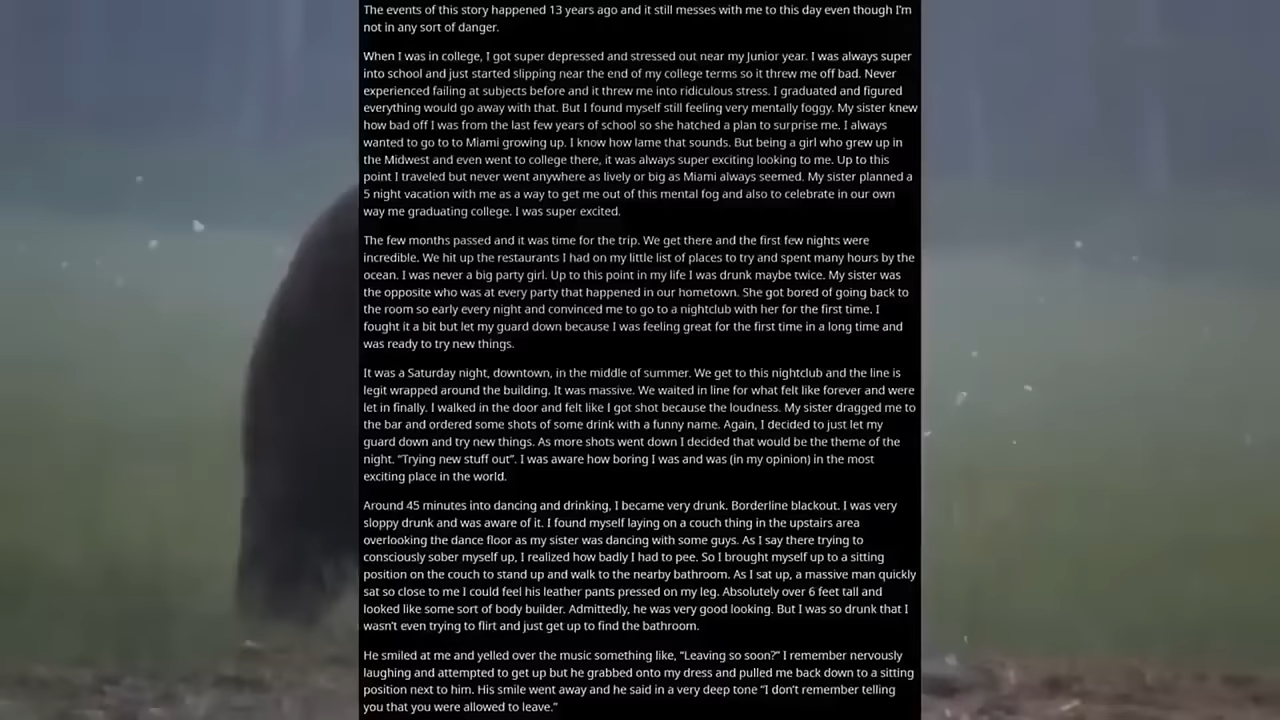 The events of this story happened 13 years ago and it still messes with me to this day even though I'm
not in any sort of danger.
When I was in college, I got super depressed and stressed out near my Junior year. I was always super
into school and just started slipping near the end of my college terms so it threw me off bad. Never
experienced failing at subjects before and it threw me into ridiculous stress. I graduated and figured
everything would go away with that. But I found myself still feeling very mentally foggy. My sister knew
how bad off I was from the last few years of school so she hatched a plan to surprise me. I always
wanted to go to to Miami growing up. I know how lame that sounds. But being a girl who grew up in
the Midwest and even went to college there, it was always super exciting looking to me. Up to this
point I traveled but never went anywhere as lively or big as Miami always seemed. My sister planned a
5 night vacation with me as a way to get me out of this mental fog and also to celebrate in our own
way me graduating college. I was super excited.
The few months passed and it was time for the trip. We get there and the first few nights were
incredible. We hit up the restaurants I had on my little list of places to try and spent many hours by the
ocean. I was never a big party girl. Up to this point in my life I was drunk maybe twice. My sister was
the opposite who was at every party that happened in our hometown. She got bored of going back to
the room so early every night and convinced me to go to a nightclub with her for the first time. I
fought it a bit but let my guard down because I was feeling great for the first time in a long time and
was ready to try new things.
It was a Saturday night, downtown, in the middle of summer. We get to this nightclub and the line is
legit wrapped around the building. It was massive. We waited in line for what felt like forever and were
let in finally. I walked in the door and felt like I got shot because the loudness. My sister dragged me to
the bar and ordered some shots of some drink with a funny name. Again, I decided to just let my
guard down and try new things. As more shots went down I decided that would be the theme of the
night. “Trying new stuff out”. I was aware how boring I was and was (in my opinion) in the most
exciting place in the world.
Around 45 minutes into dancing and drinking, I became very drunk. Borderline blackout. I was very
sloppy drunk and was aware of it. I found myself laying on a couch thing in the upstairs area
overlooking the dance floor as my sister was dancing with some guys. As I say there trying to
consciously sober myself up, I realized how badly I had to pee. So I brought myself up to a sitting
position on the couch to stand up and walk to the nearby bathroom. As I sat up, a massive man quickly
sat so close to me I could feel his leather pants pressed on my leg. Absolutely over 6 feet tall and
looked like some sort of body builder. Admittedly, he was very good looking. But I was so drunk that I
wasn't even trying to flirt and just get up to find the bathroom.
He smiled at me and yelled over the music something like, “Leaving so soon?” I remember nervously
laughing and attempted to get up but he grabbed onto my dress and pulled me back down to a sitting
position next to him. His smile went away and he said in a very deep tone “I don't remember telling
you that you were allowed to leave.”